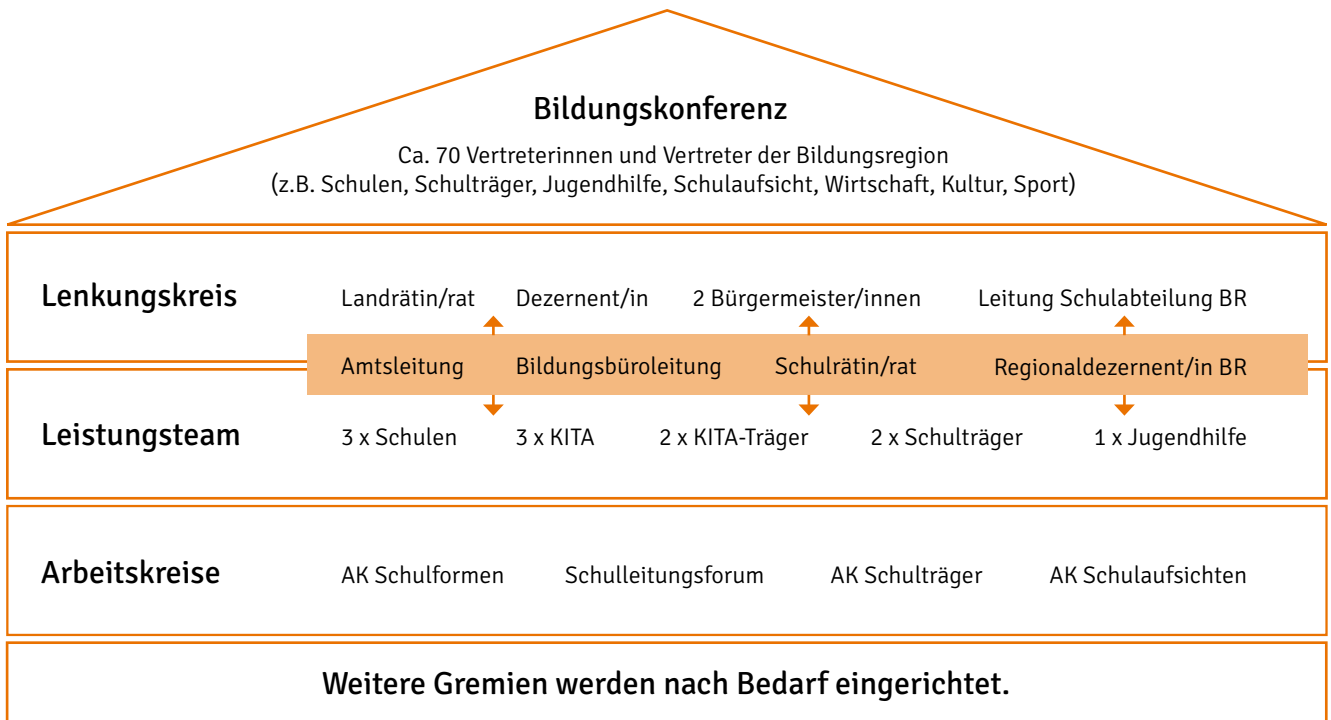 Bildungskonferenz
Ca. 70 Vertreterinnen und Vertreter der Bildungsregion
(z.B. Schulen, Schulträger, Jugendhilfe, Schulaufsicht, Wirtschaft, Kultur, Sport)
Lenkungskreis Landrätin/rat Dezernent/in 2 Bürgermeister/innen Leitung Schulabteilung BR
Amtsleitung Bildungsbüroleitung Schulrätin/rat Regionaldezernent/in BR
Leistungsteam 3 x Schulen 3 x KITA 2 x KITA-Träger 2 x Schulträger 1 x Jugendhilfe
Arbeitskreise AK Schulformen Schulleitungsforum AK Schulträger AK Schulaufsichten
Weitere Gremien werden nach Bedarf eingerichtet.